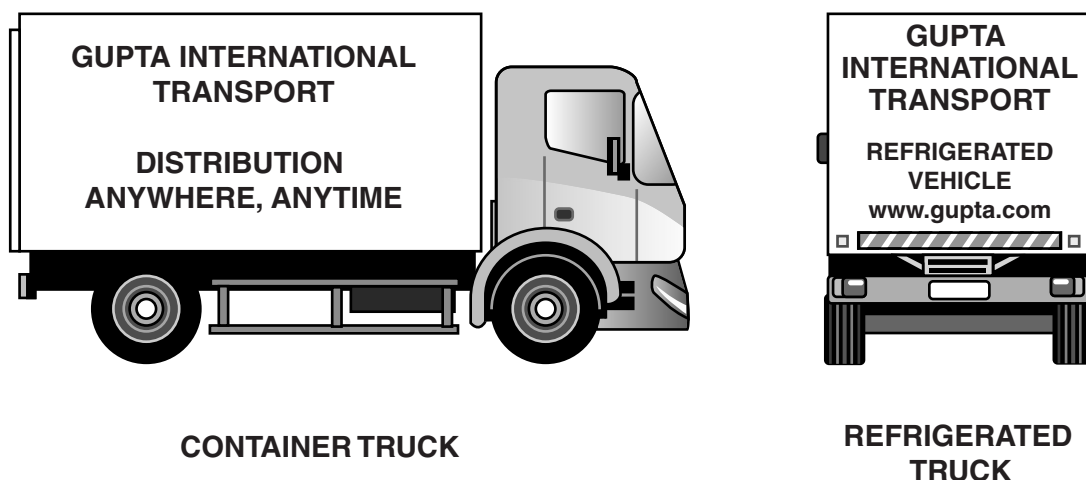 GUPTA INTERNATIONAL
TRANSPORT
DISTRIBUTION
ANYWHERE, ANYTIME
CONTAINER TRUCK
GUPTA
INTERNATIONAL
TRANSPORT
REFRIGERATED
VEHICLE
www.gupta.com
REFRIGERATED
TRUCK